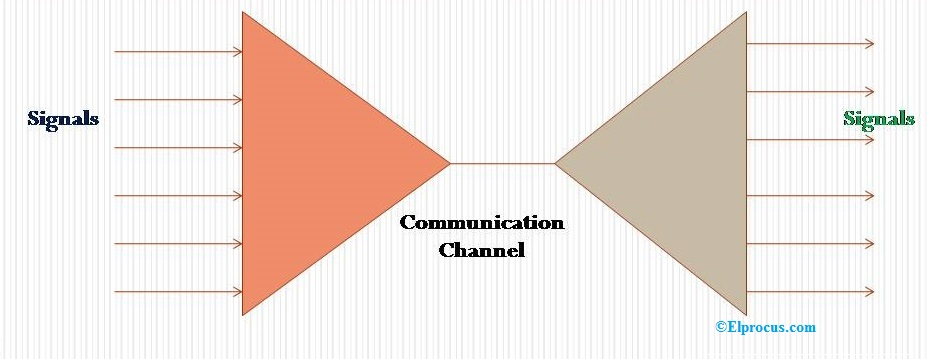 Signals
Signals
Communication
Channel
©Elprocus.com